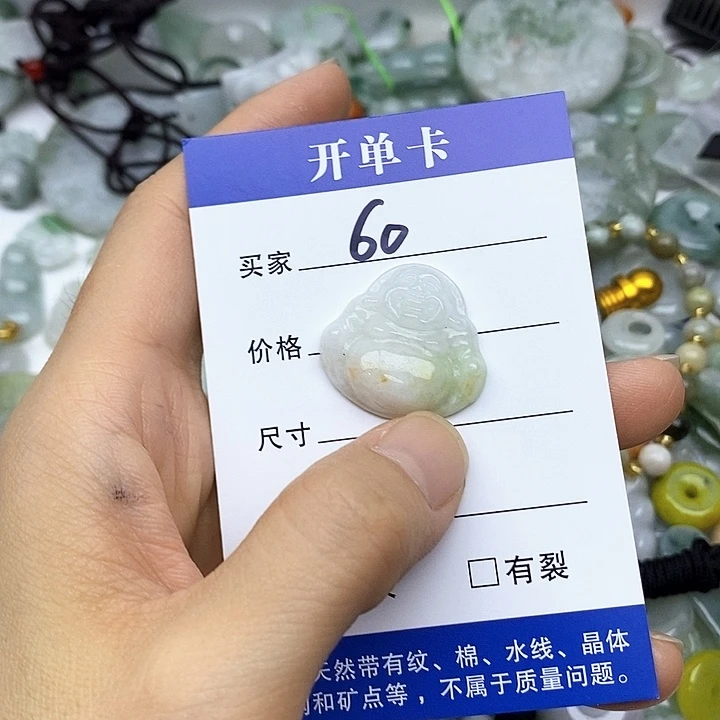 开单卡
买家 60
价格
尺寸
□有裂
天然带有纹、棉、水线、晶体
和矿点等，不属于质量问题。